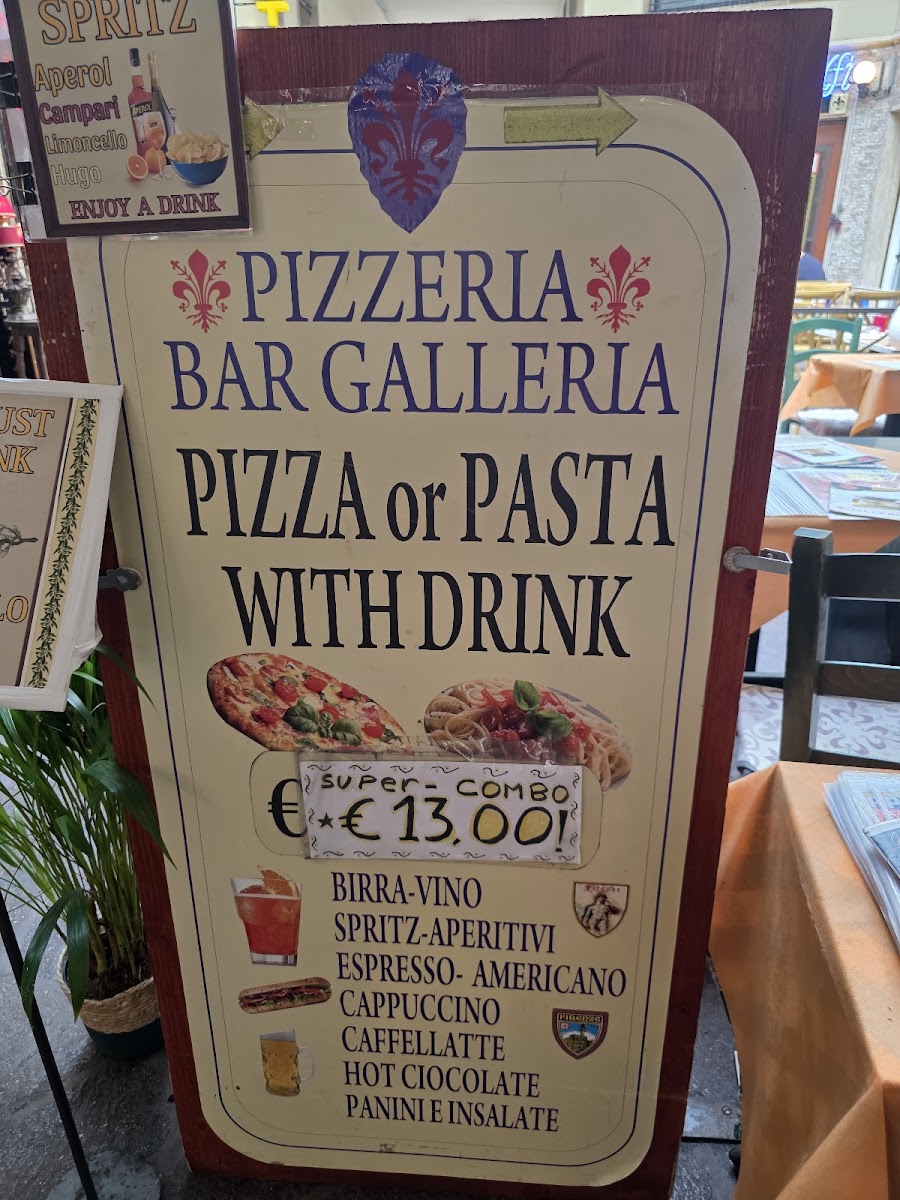 SPRITZ
Aperol
Campari
Limoncello
Hugo
ENJOY A DRINK
PIZZERIA
BAR GALLERIA
PIZZA or PASTA
WITH DRINK
€
SUPER-COMBO
€ 13,00!
BIRRA-VINO
SPRITZ-APERITIVI
ESPRESSO- AMERICANO
CAPPUCCINO
CAFFELLATTE
HOT CIOCOLATE
PANINI E INSALATE
FIRENZE